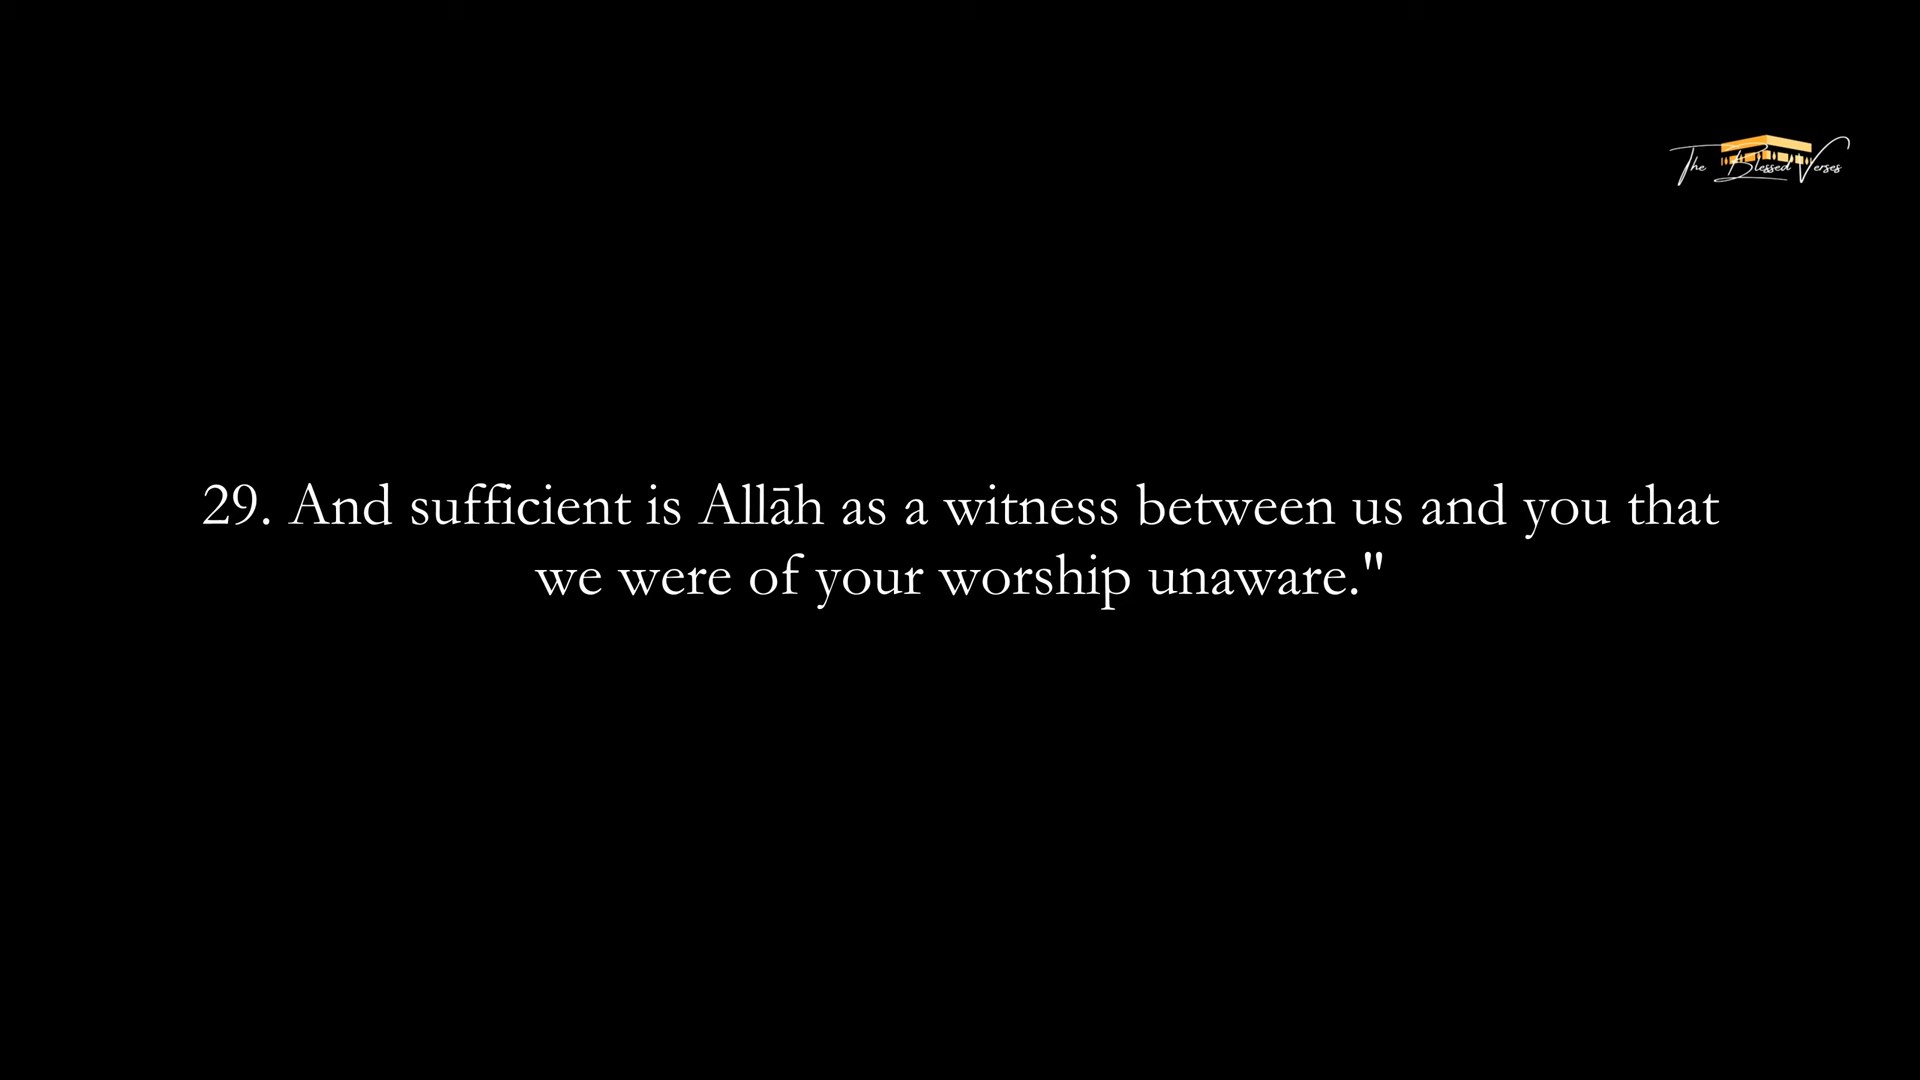 The Blessed Verses
29. And sufficient is Allāh as a witness between us and you that
we were of your worship unaware."